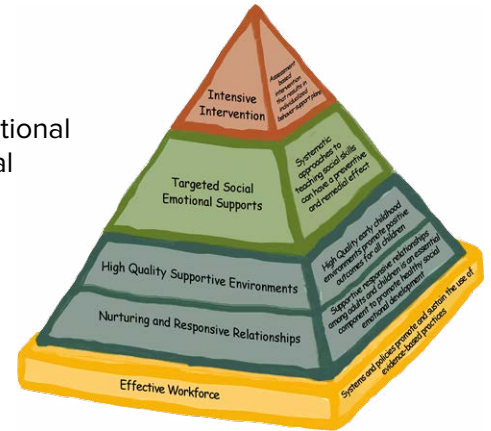 tional
al
Intensive
Intervention
Assessment
based
intervention
that results in
individualized
behavior support plans
Targeted Social
Emotional Supports
Systematic
approaches to
teaching social skills
can have a preventive
and remedial effect
High Quality Supportive Environments
High Quality early childhood
environments promote positive
outcomes for all children
Nurturing and Responsive Relationships
Supportive responsive relationships
among adults and children is an essential
component to promote healthy social
emotional development
Effective Workforce
Systems and policies promote and sustain the use of
evidence-based practices